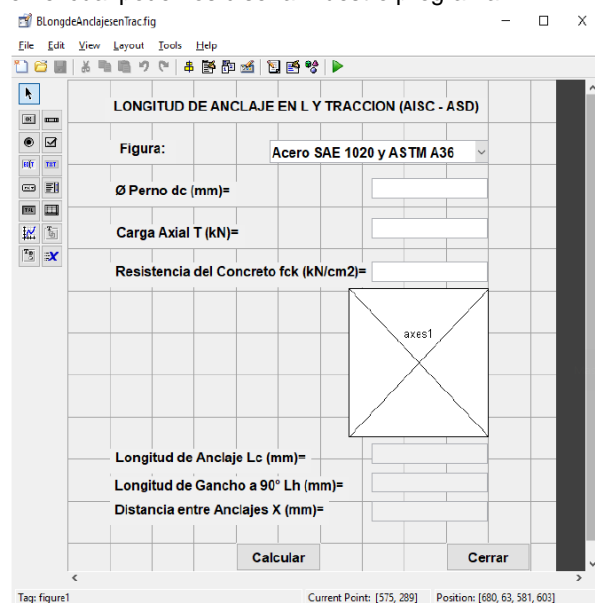 BLongdeAnclajesenTrac.fig
File Edit View Layout Tools Help
LONGITUD DE ANCLAJE EN L Y TRACCION (AISC - ASD)
Figura: Acero SAE 1020 y ASTM A36
Ø Perno dc (mm)=
Carga Axial T (kN)=
Resistencia del Concreto fck (kN/cm2)=
axes1
Longitud de Anclaje Lc (mm)=
Longitud de Gancho a 90° Lh (mm)=
Distancia entre Anclajes X (mm)=
Calcular Cerrar
Tag: figure1 Current Point: [575, 289] Position: [680, 63, 581, 603]